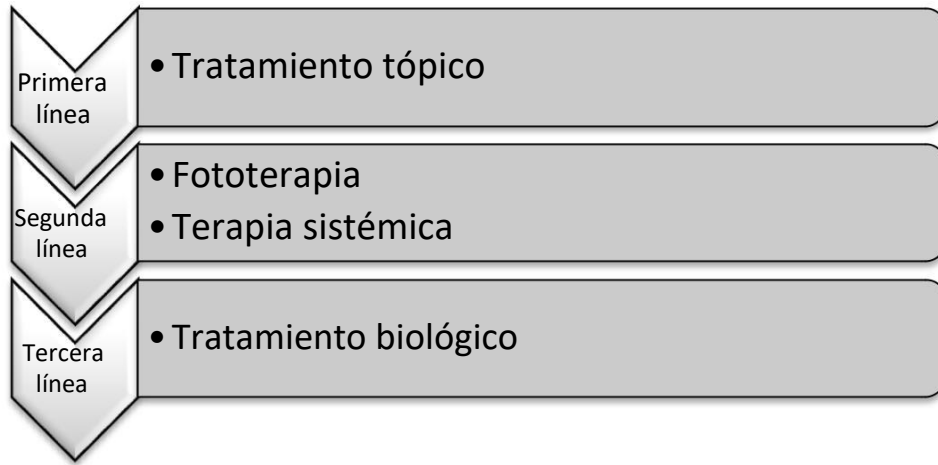 Primera
línea
• Tratamiento tópico
Segunda
línea
• Fototerapia
• Terapia sistémica
Tercera
línea
• Tratamiento biológico